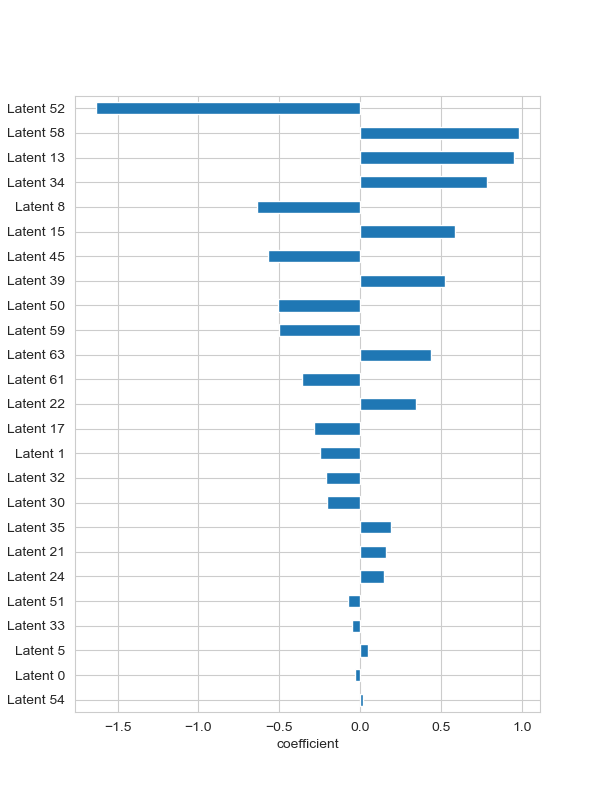 Latent 52
Latent 58
Latent 13
Latent 34
Latent 8
Latent 15
Latent 45
Latent 39
Latent 50
Latent 59
Latent 63
Latent 61
Latent 22
Latent 17
Latent 1
Latent 32
Latent 30
Latent 35
Latent 21
Latent 24
Latent 51
Latent 33
Latent 5
Latent 0
Latent 54
−1.5 −1.0 −0.5 0.0 0.5 1.0
coefficient